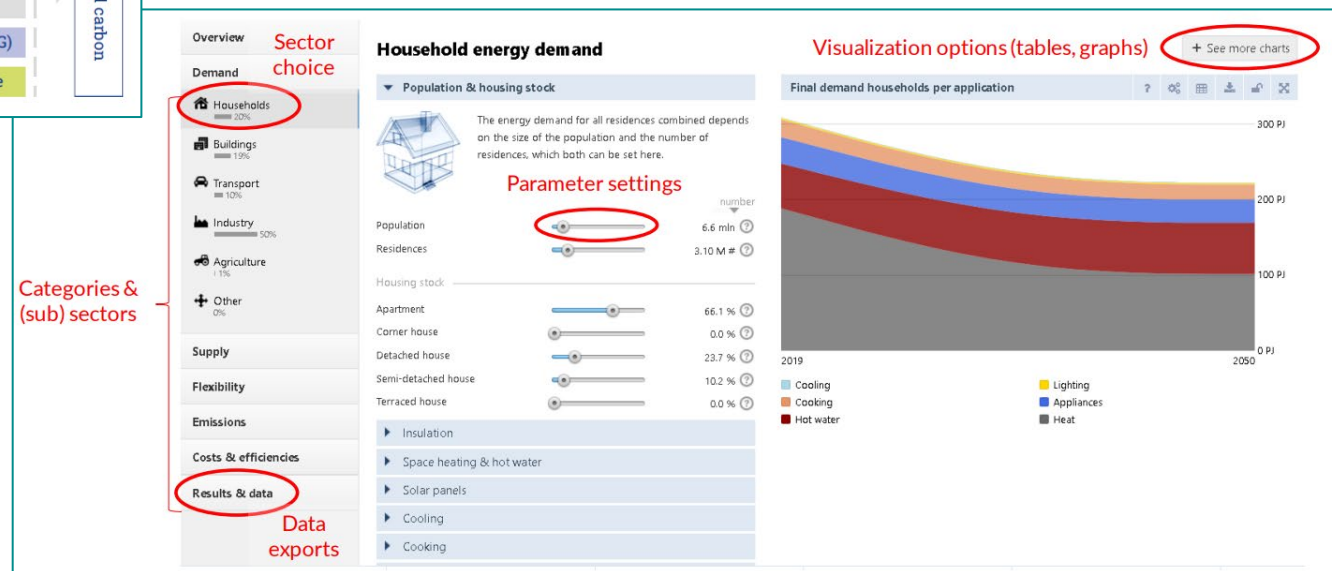 G)
e
l carbon
Overview
Sector
choice
Demand
Households
20%
Buildings
19%
Transport
10%
Industry
50%
Agriculture
1%
Other
0%
Supply
Flexibility
Emissions
Costs & efficiencies
Results & data
Data
exports
Categories &
(sub) sectors
Household energy demand
Population & housing stock
The energy demand for all residences combined depends
on the size of the population and the number of
residences, which both can be set here.
Parameter settings
number
Population 6.6 mln ?
Residences 3.10 M # ?
Housing stock
Apartment 66.1 % ?
Corner house 0.0 % ?
Detached house 23.7 % ?
Semi-detached house 10.2 % ?
Terraced house 0.0 % ?
Insulation
Space heating & hot water
Solar panels
Cooling
Cooking
Visualization options (tables, graphs)
+ See more charts
Final demand households per application ?
300 PJ
200 PJ
100 PJ
0 PJ
2019 2050
Cooling Lighting
Cooking Appliances
Hot water Heat